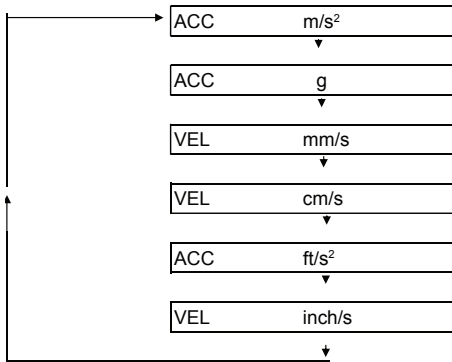 ACC m/s²
ACC g
VEL mm/s
VEL cm/s
ACC ft/s²
VEL inch/s